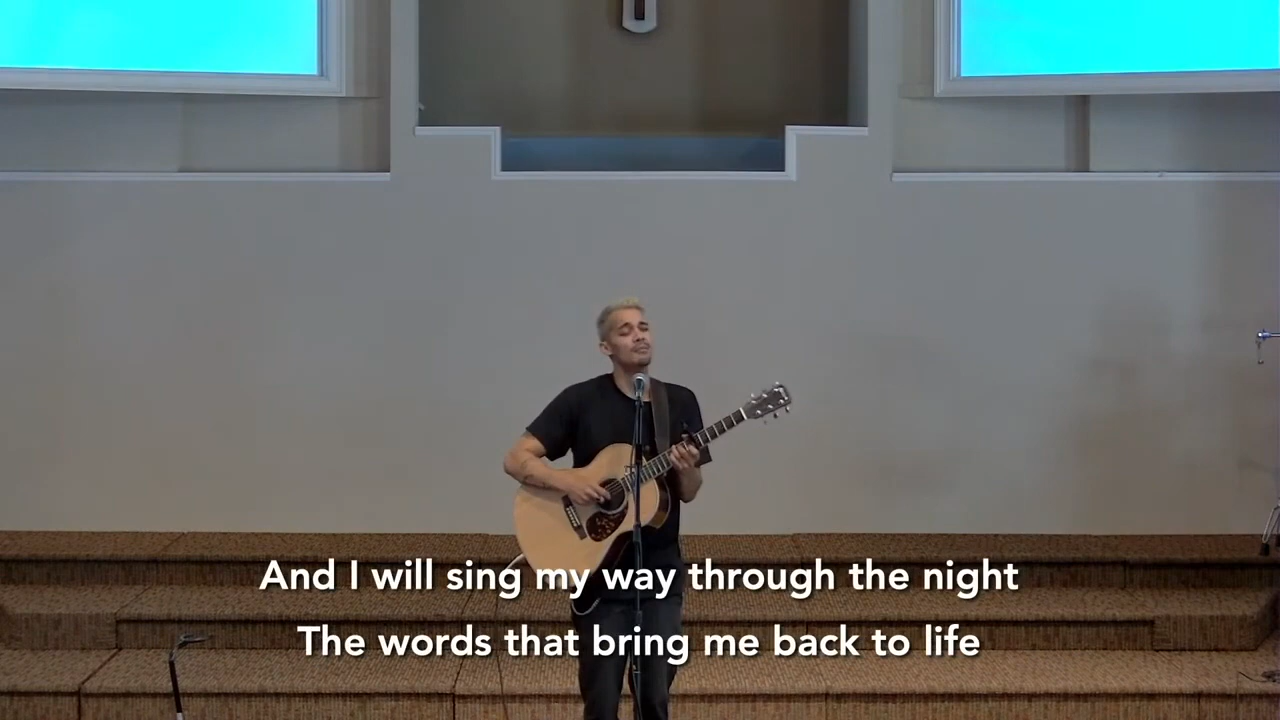 And I will sing my way through the night
The words that bring me back to life